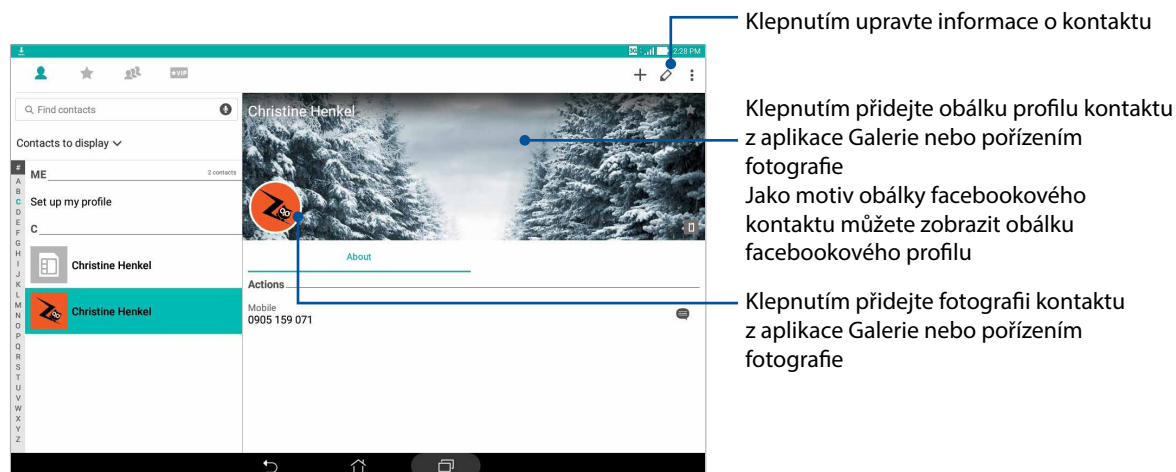 Klepnutím upravte informace o kontaktu
3G 2:28 PM
VIP
Find contacts
Christine Henkel
Klepnutím přidejte obálku profilu kontaktu
z aplikace Galerie nebo pořízením
fotografie
Jako motiv obálky facebookového
kontaktu můžete zobrazit obálku
facebookového profilu
Contacts to display
ME 2 contacts
Set up my profile
C
Christine Henkel
Christine Henkel
#
A
B
C
D
E
F
G
H
I
J
K
L
M
N
O
P
Q
R
S
T
U
V
W
X
Y
Z
About
Actions
Mobile
0905 159 071
Klepnutím přidejte fotografii kontaktu
z aplikace Galerie nebo pořízením
fotografie